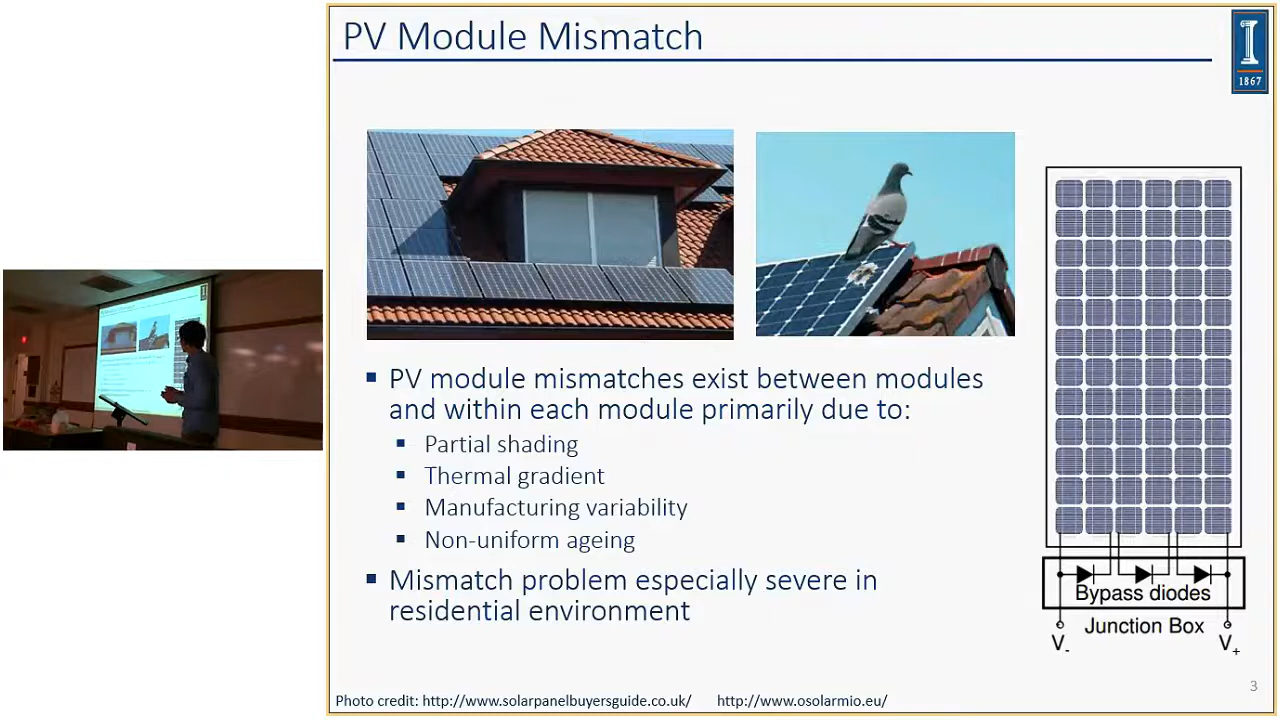 PV Module Mismatch
1867
PV module mismatches exist between modules
and within each module primarily due to:
Partial shading
Thermal gradient
Manufacturing variability
Non-uniform ageing
Mismatch problem especially severe in
residential environment
Bypass diodes
Junction Box
V-
V+
Photo credit: http://www.solarpanelbuyersguide.co.uk/ http://www.osolarmio.eu/
3